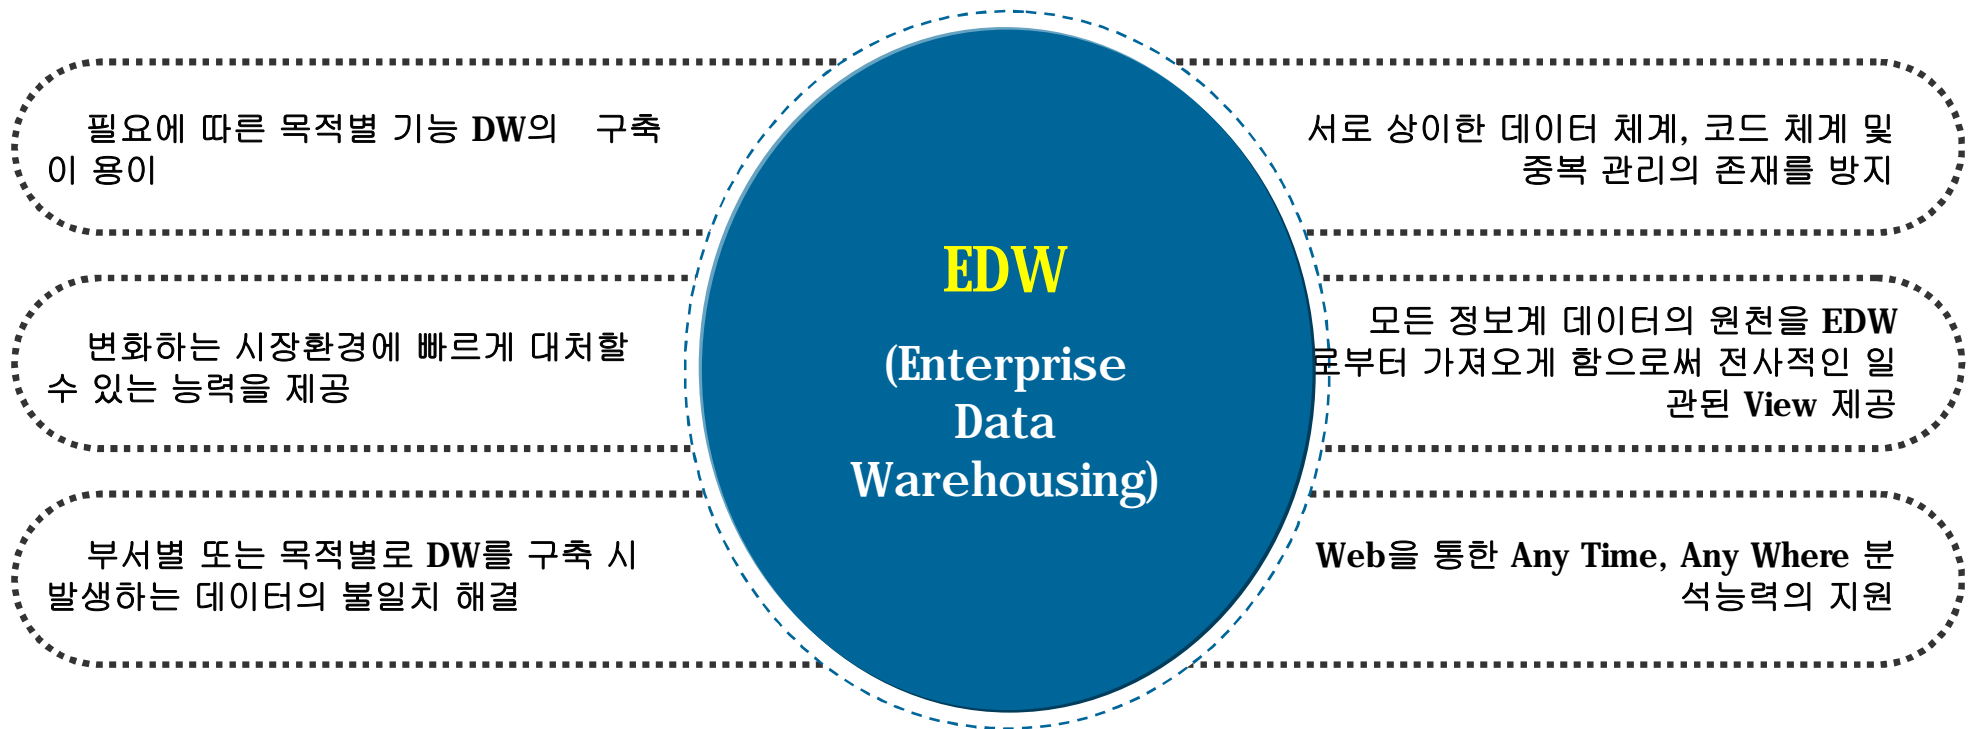 필요에 따른 목적별 기능 DW의 구축
이 용이
변화하는 시장환경에 빠르게 대처할
수 있는 능력을 제공
부서별 또는 목적별로 DW를 구축 시
발생하는 데이터의 불일치 해결
EDW
(Enterprise
Data
Warehousing)
서로 상이한 데이터 체계, 코드 체계 및
중복 관리의 존재를 방지
모든 정보계 데이터의 원천을 EDW
로부터 가져오게 함으로써 전사적인 일
관된 View 제공
Web을 통한 Any Time, Any Where 분
석능력의 지원